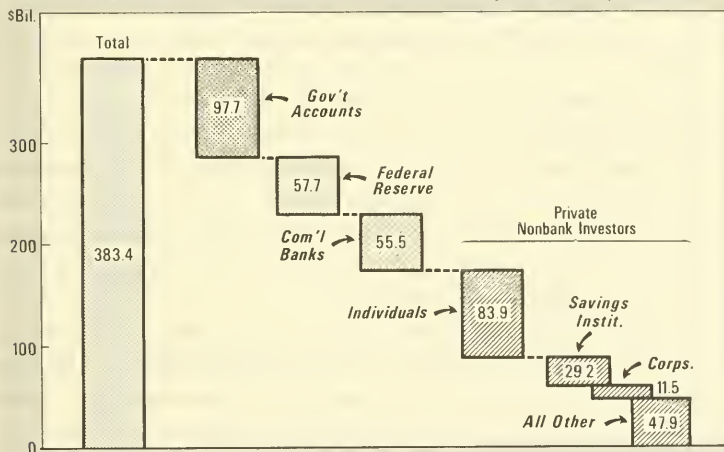 $Bil.
Total
97.7
Gov't
Accounts
300
57.7
Federal
Reserve
Private
Nonbank Investors
200
383.4
Com'l
Banks
55.5
Individuals
83.9
Savings
Instit.
100
29.2
Corps.
11.5
All Other
47.9
0